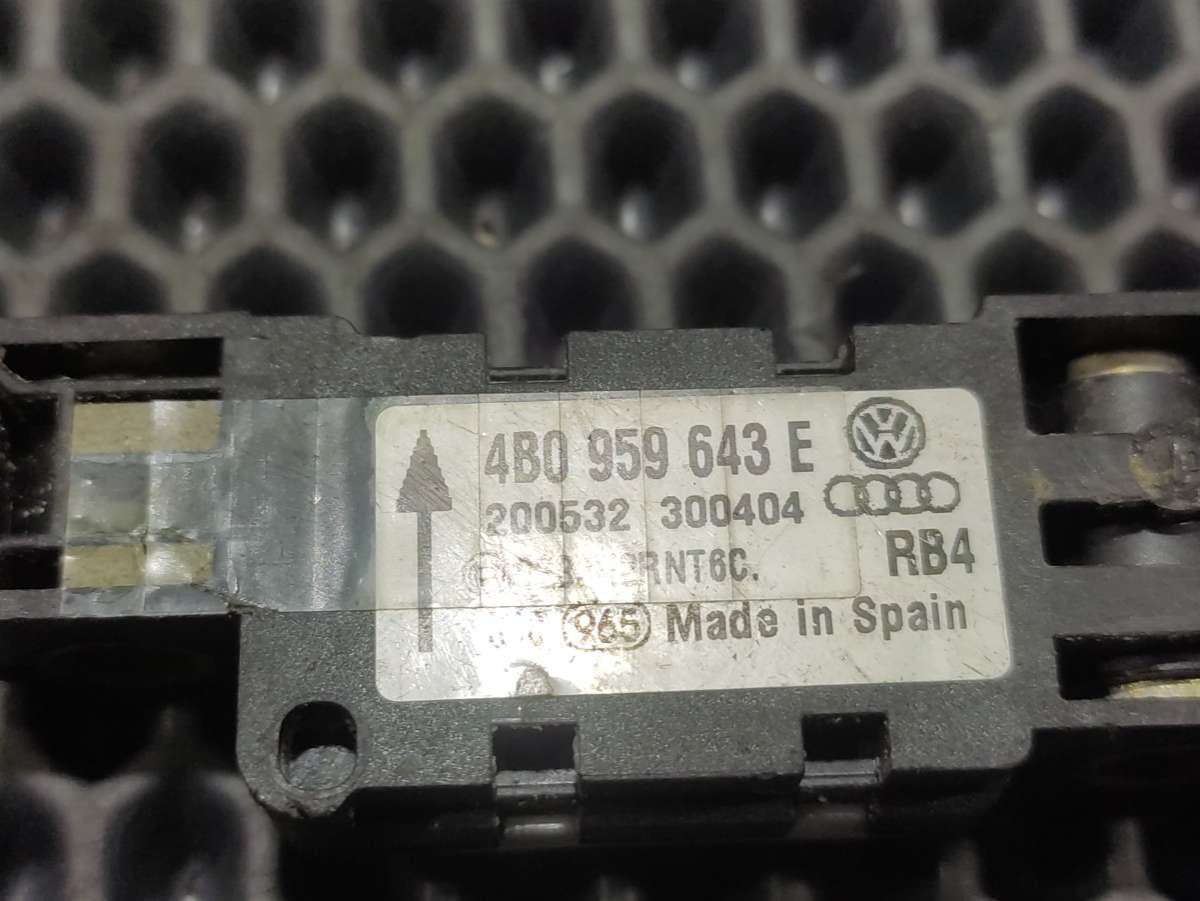 4B0 959 643 E
200532 300404
RNT6C. RB4
965 Made in Spain